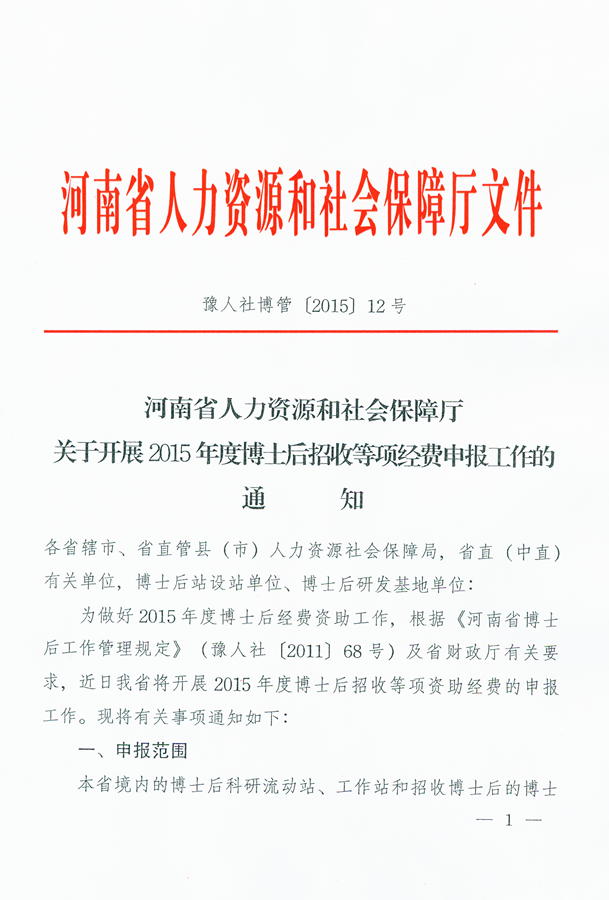 河南省人力资源和社会保障厅文件
豫人社博管〔2015〕12号
河南省人力资源和社会保障厅
关于开展2015年度博士后招收等项经费申报工作的
通 知
各省辖市、省直管县（市）人力资源社会保障局，省直（中直）
有关单位，博士后站设站单位、博士后研发基地单位：
为做好2015年度博士后经费资助工作，根据《河南省博士
后工作管理规定》（豫人社〔2011〕68号）及省财政厅有关要
求，近日我省将开展2015年度博士后招收等项资助经费的申报
工作。现将有关事项通知如下：
一、申报范围
本省境内的博士后科研流动站、工作站和招收博士后的博士
— 1 —